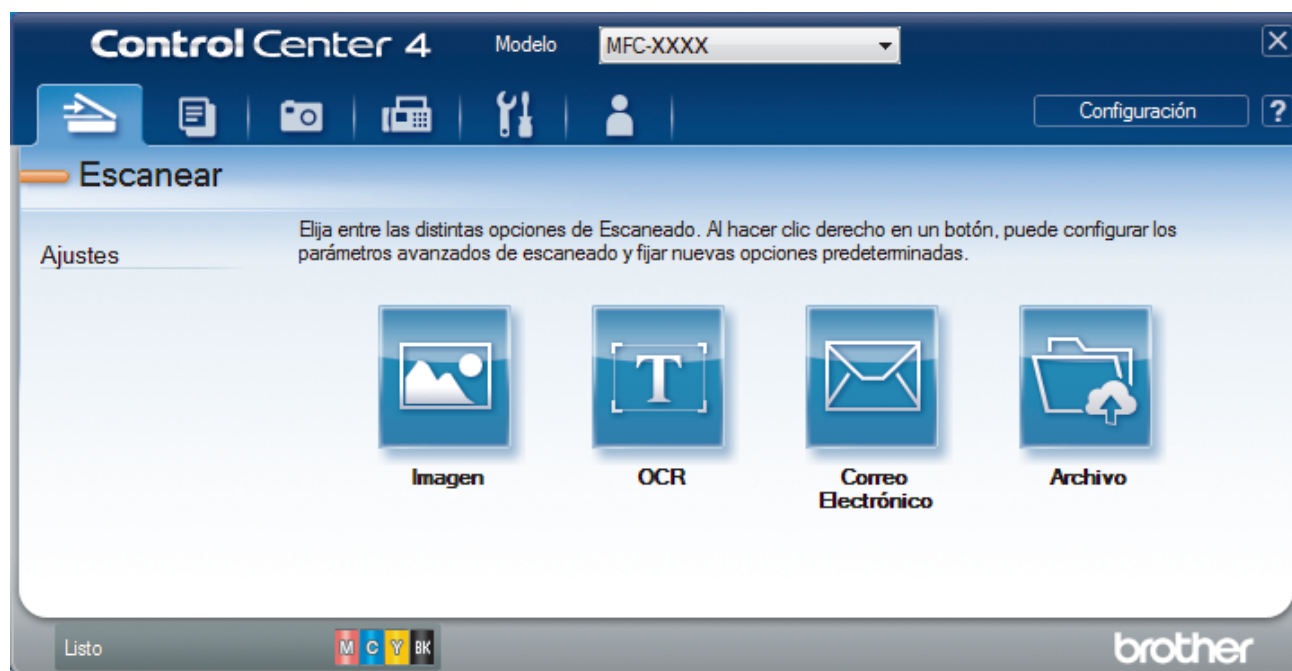 Control Center 4
Modelo
MFC-XXXX
Configuración
?
Escanear
Ajustes
Elija entre las distintas opciones de Escaneado. Al hacer clic derecho en un botón, puede configurar los
parámetros avanzados de escaneado y fijar nuevas opciones predeterminadas.
T
Imagen
OCR
Correo
Electrónico
Archivo
Listo
M C Y BK
brother